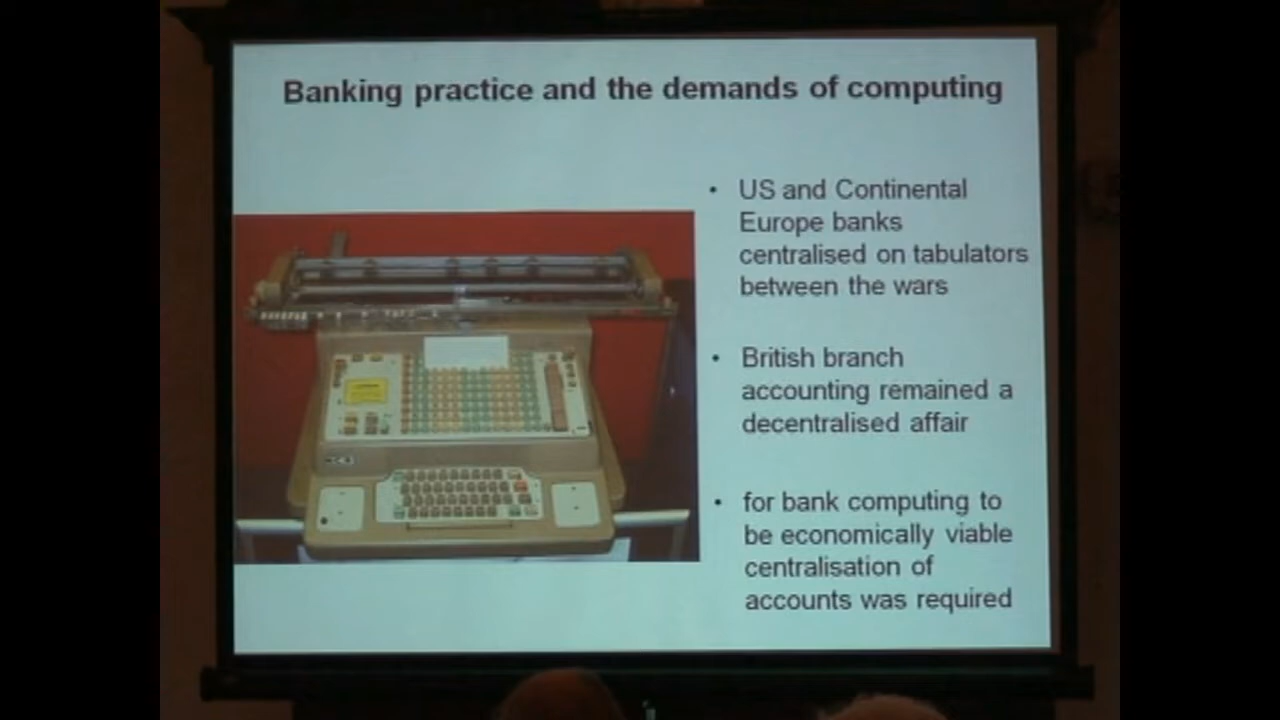 Banking practice and the demands of computing
• US and Continental
Europe banks
centralised on tabulators
between the wars
• British branch
accounting remained a
decentralised affair
• for bank computing to
be economically viable
centralisation of
accounts was required